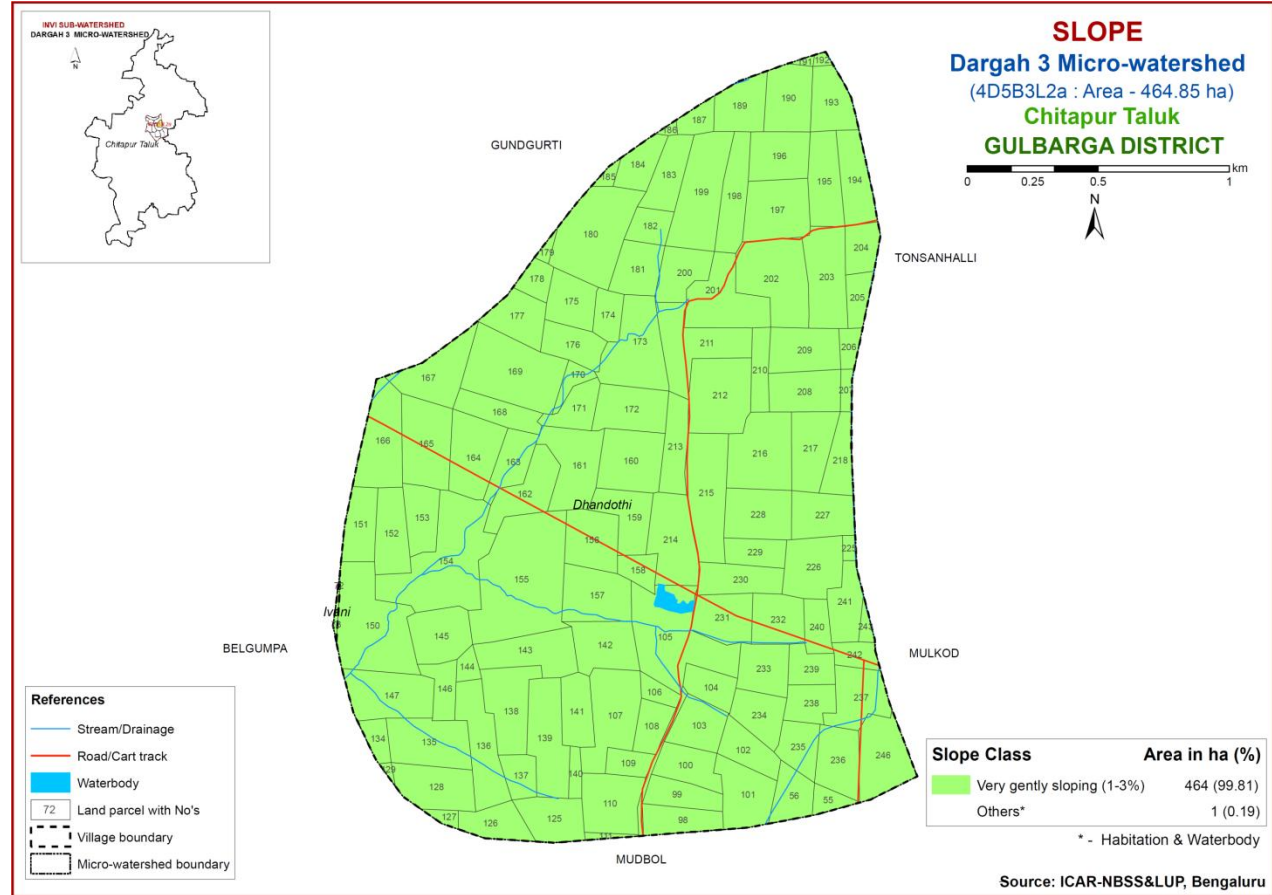 INVI SUB-WATERSHED
DARGAH 3 MICRO-WATERSHED
N
Chitapur Taluk
SLOPE
Dargah 3 Micro-watershed
(4D5B3L2a : Area - 464.85 ha)
Chitapur Taluk
GULBARGA DISTRICT
0 0.25 0.5 1 km
N
GUNDGURTI
TONSANHALLI
BELGUMPA
MULKOD
MUDBOL
Dhandothi
Ivani
191 192
187 189 190 193
186
184 183 199 198 196 195 194
185
197
180 182
179 181 200 201 202 203 204
178 175 174 205
177 176 173 211 209 206
167 169 170 210 208
171 172 212
168
166 165 164 163 161 160 213 216 217 218
162 215
151 152 153 159 214 228 227
156 229 225
154 155 158 230 226
157 241
150 231 232 240
145 105
143 142 242
144 233 239
147 146 106 104 237
138 141 107 238
134 135 136 139 108 103 234
102 235 236 246
109 100
128 137 140
110 99 101 56 55
127 126 125 98
References
Stream/Drainage
Road/Cart track
Waterbody
72 Land parcel with No's
Village boundary
Micro-watershed boundary
Slope Class Area in ha (%)
Very gently sloping (1-3%) 464 (99.81)
Others* 1 (0.19)
* - Habitation & Waterbody
Source: ICAR-NBSS&LUP, Bengaluru